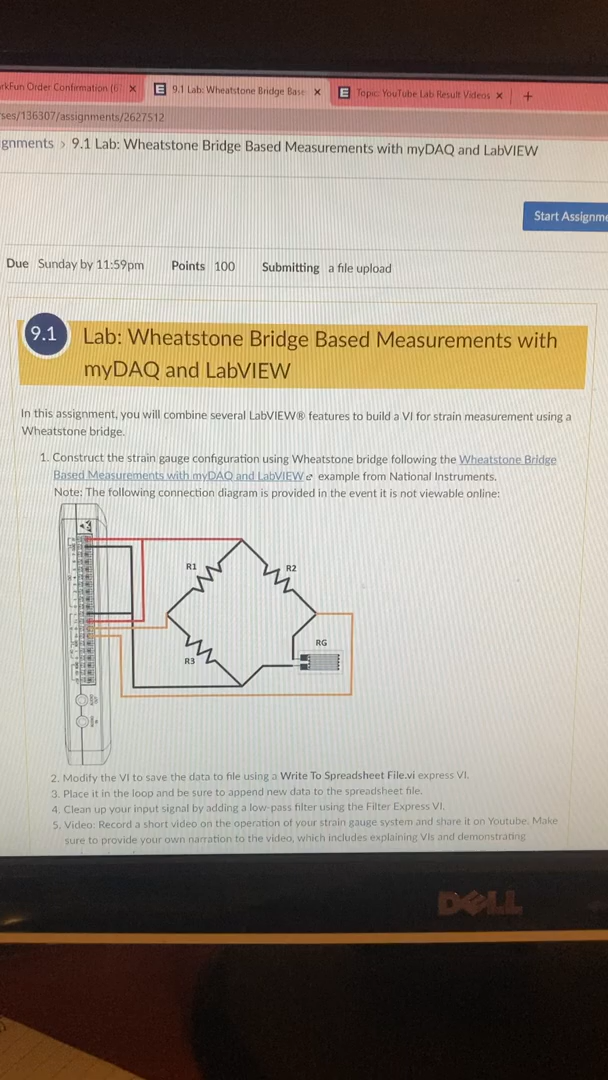 rkFun Order Confirmation (6 ×
E 9.1 Lab: Wheatstone Bridge Base ×
E Topic: YouTube Lab Result Videos × +
ses/136307/assignments/2627512
gnments > 9.1 Lab: Wheatstone Bridge Based Measurements with myDAQ and LabVIEW
Start Assignme
Due Sunday by 11:59pm Points 100 Submitting a file upload
9.1 Lab: Wheatstone Bridge Based Measurements with
myDAQ and LabVIEW
In this assignment, you will combine several LabVIEW® features to build a VI for strain measurement using a
Wheatstone bridge.
1. Construct the strain gauge configuration using Wheatstone bridge following the Wheatstone Bridge
Based Measurements with myDAQ and LabVIEW example from National Instruments.
Note: The following connection diagram is provided in the event it is not viewable online:
R1 R2
RG
R3
2. Modify the VI to save the data to file using a Write To Spreadsheet File.vi express VI.
3. Place it in the loop and be sure to append new data to the spreadsheet file.
4. Clean up your input signal by adding a low-pass filter using the Filter Express VI.
5. Video: Record a short video on the operation of your strain gauge system and share it on Youtube. Make
sure to provide your own narration to the video, which includes explaining VIs and demonstrating
DELL